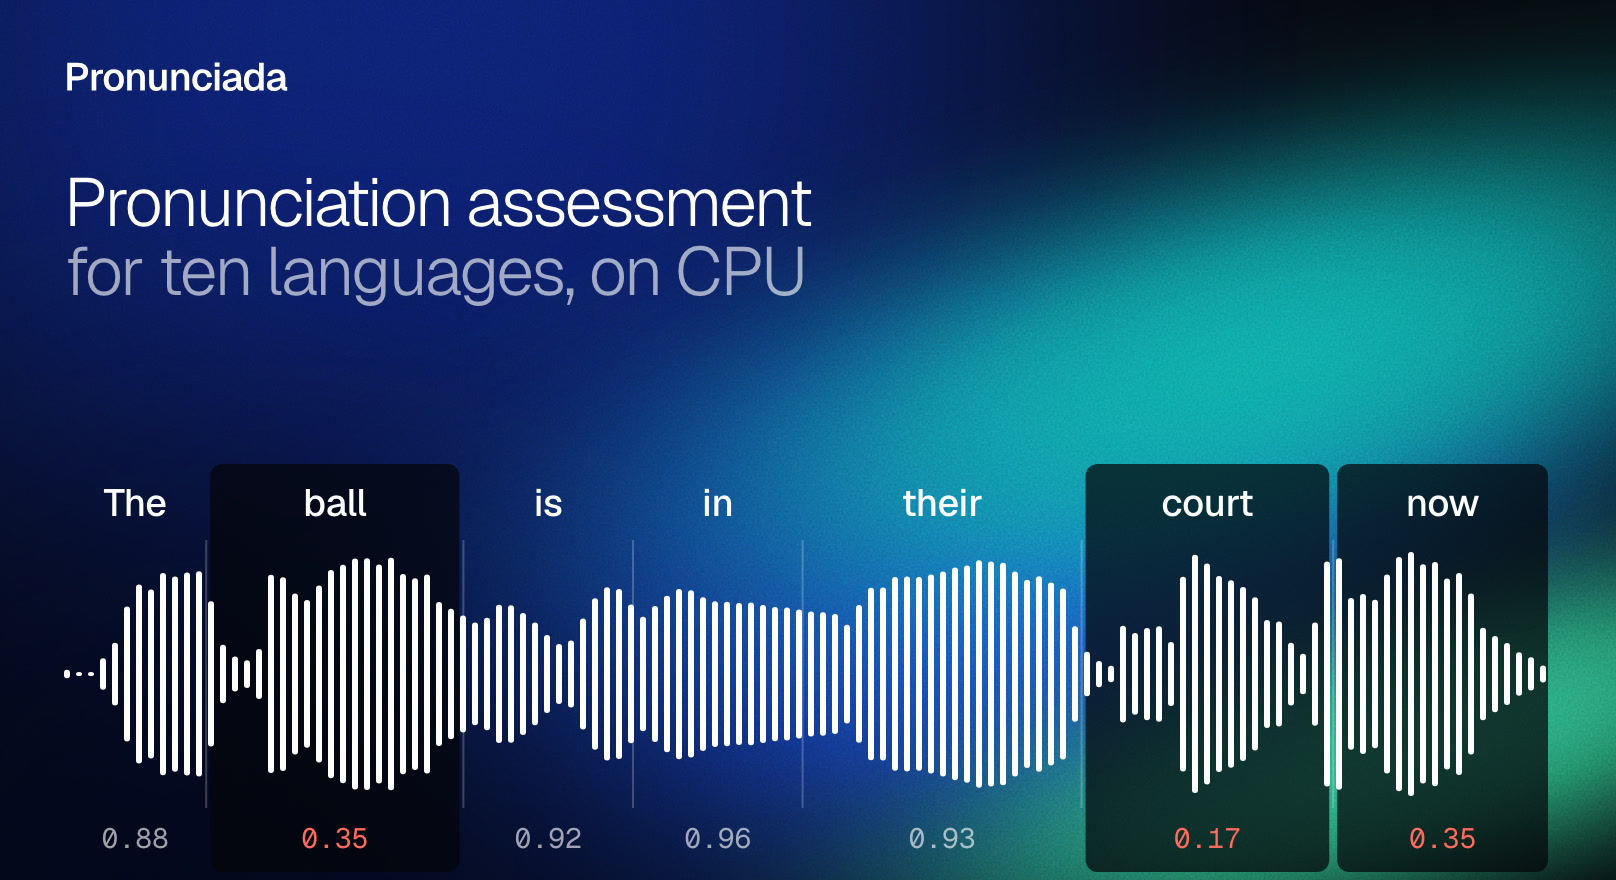 Pronunciada
Pronunciation assessment
for ten languages, on CPU
The ball is in their court now
0.88 0.35 0.92 0.96 0.93 0.17 0.35